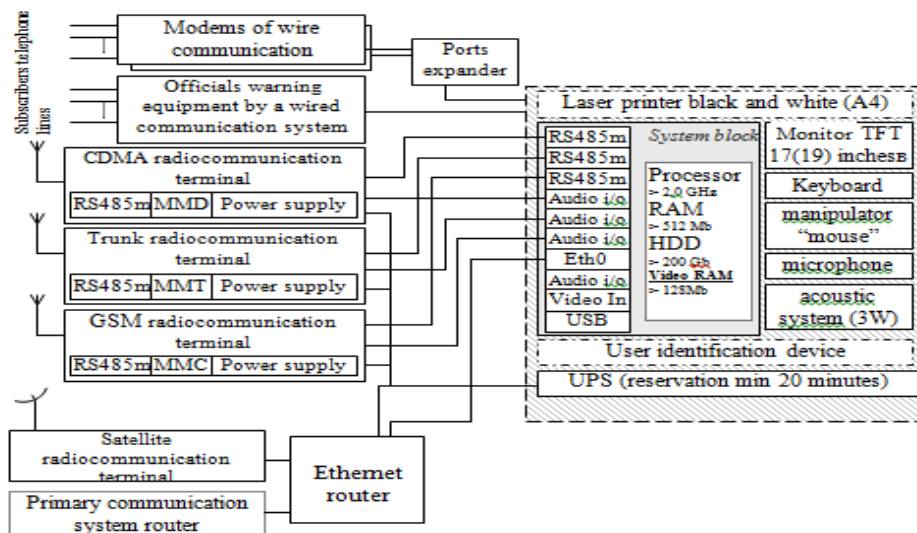 Subscribers telephone
lines
Modems of wire
communication
Ports
expander
Officials warning
equipment by a wired
communication system
CDMA radiocommunication
terminal
RS485m MMD Power supply
Trunk radiocommunication
terminal
RS485m MMT Power supply
GSM radiocommunication
terminal
RS485m MMC Power supply
Satellite
radiocommunication
terminal
Primary communication
system router
Ethernet
router
Laser printer black and white (A4)
RS485m
RS485m
RS485m
Audio i/o
Audio i/o
Audio i/o
Eth0
Audio i/o
Video In
USB
System block
Processor
>- 2,0 GHz
RAM
>- 512 Mb
HDD
>- 200 Gb
Video RAM
>- 128Mb
Monitor TFT
17(19) inchesв
Keyboard
manipulator
“mouse”
microphone
acoustic
system (3W)
User identification device
UPS (reservation min 20 minutes)